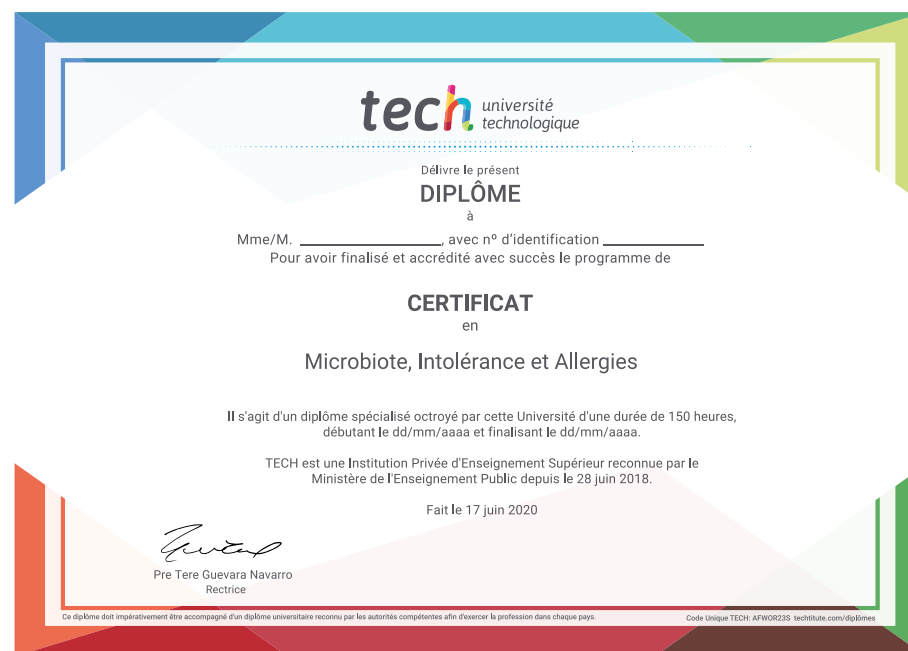 tech université
technologique
Délivre le présent
DIPLÔME
à
Mme/M. ____________________, avec nº d'identification ______________
Pour avoir finalisé et accrédité avec succès le programme de
CERTIFICAT
en
Microbiote, Intolérance et Allergies
Il s'agit d'un diplôme spécialisé octroyé par cette Université d'une durée de 150 heures,
débutant le dd/mm/aaaa et finalisant le dd/mm/aaaa.
TECH est une Institution Privée d'Enseignement Supérieur reconnue par le
Ministère de l'Enseignement Public depuis le 28 juin 2018.
Fait le 17 juin 2020
Pre Tere Guevara Navarro
Rectrice
Ce diplôme doit impérativement être accompagné d'un diplôme universitaire reconnu par les autorités compétentes afin d'exercer la profession dans chaque pays.
Code Unique TECH: AFWOR23S techtitute.com/diplômes